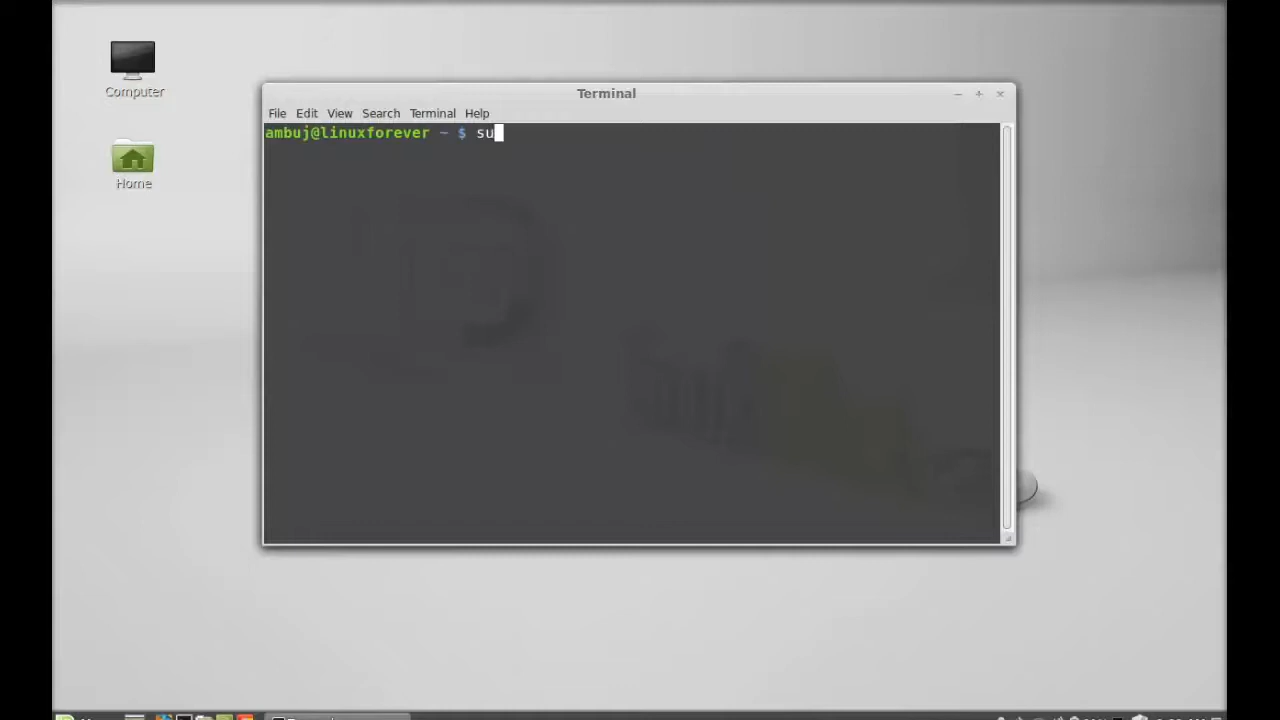 Computer
Home
Terminal
File Edit View Search Terminal Help
ambuj@linuxforever ~ $ su